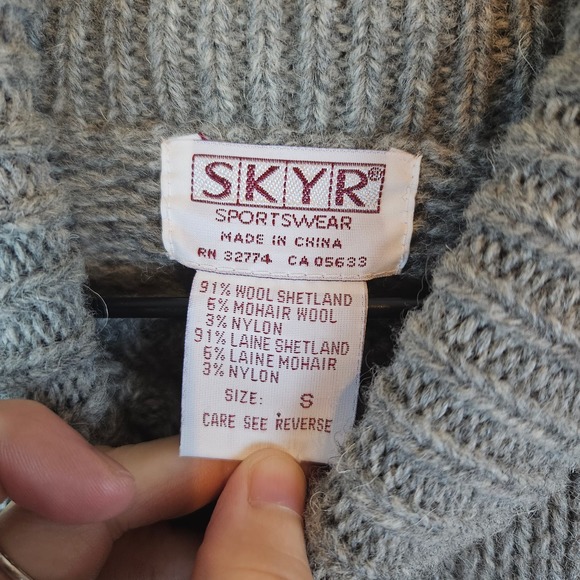 SKYR®
SPORTSWEAR
MADE IN CHINA
RN 32774 CA 05633
91% WOOL SHETLAND
6% MOHAIR WOOL
3% NYLON
91% LAINE SHETLAND
6% LAINE MOHAIR
3% NYLON
SIZE: S
CARE SEE REVERSE